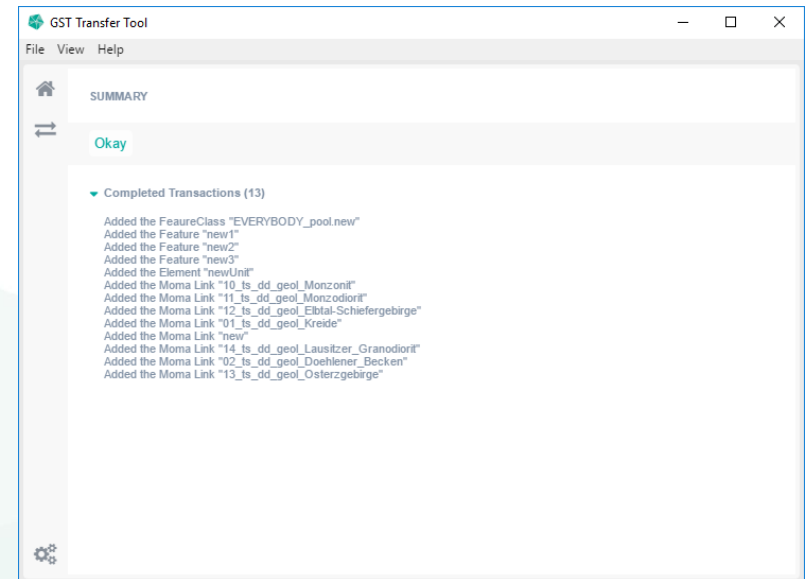 GST Transfer Tool
File View Help
SUMMARY
Okay
Completed Transactions (13)
Added the FeaureClass "EVERYBODY_pool.new"
Added the Feature "new1"
Added the Feature "new2"
Added the Feature "new3"
Added the Element "newUnit"
Added the Moma Link "10_ts_dd_geol_Monzonit"
Added the Moma Link "11_ts_dd_geol_Monzodiorit"
Added the Moma Link "12_ts_dd_geol_Elbtal-Schiefergebirge"
Added the Moma Link "01_ts_dd_geol_Kreide"
Added the Moma Link "new"
Added the Moma Link "14_ts_dd_geol_Lausitzer_Granodiorit"
Added the Moma Link "02_ts_dd_geol_Doehlener_Becken"
Added the Moma Link "13_ts_dd_geol_Osterzgebirge"